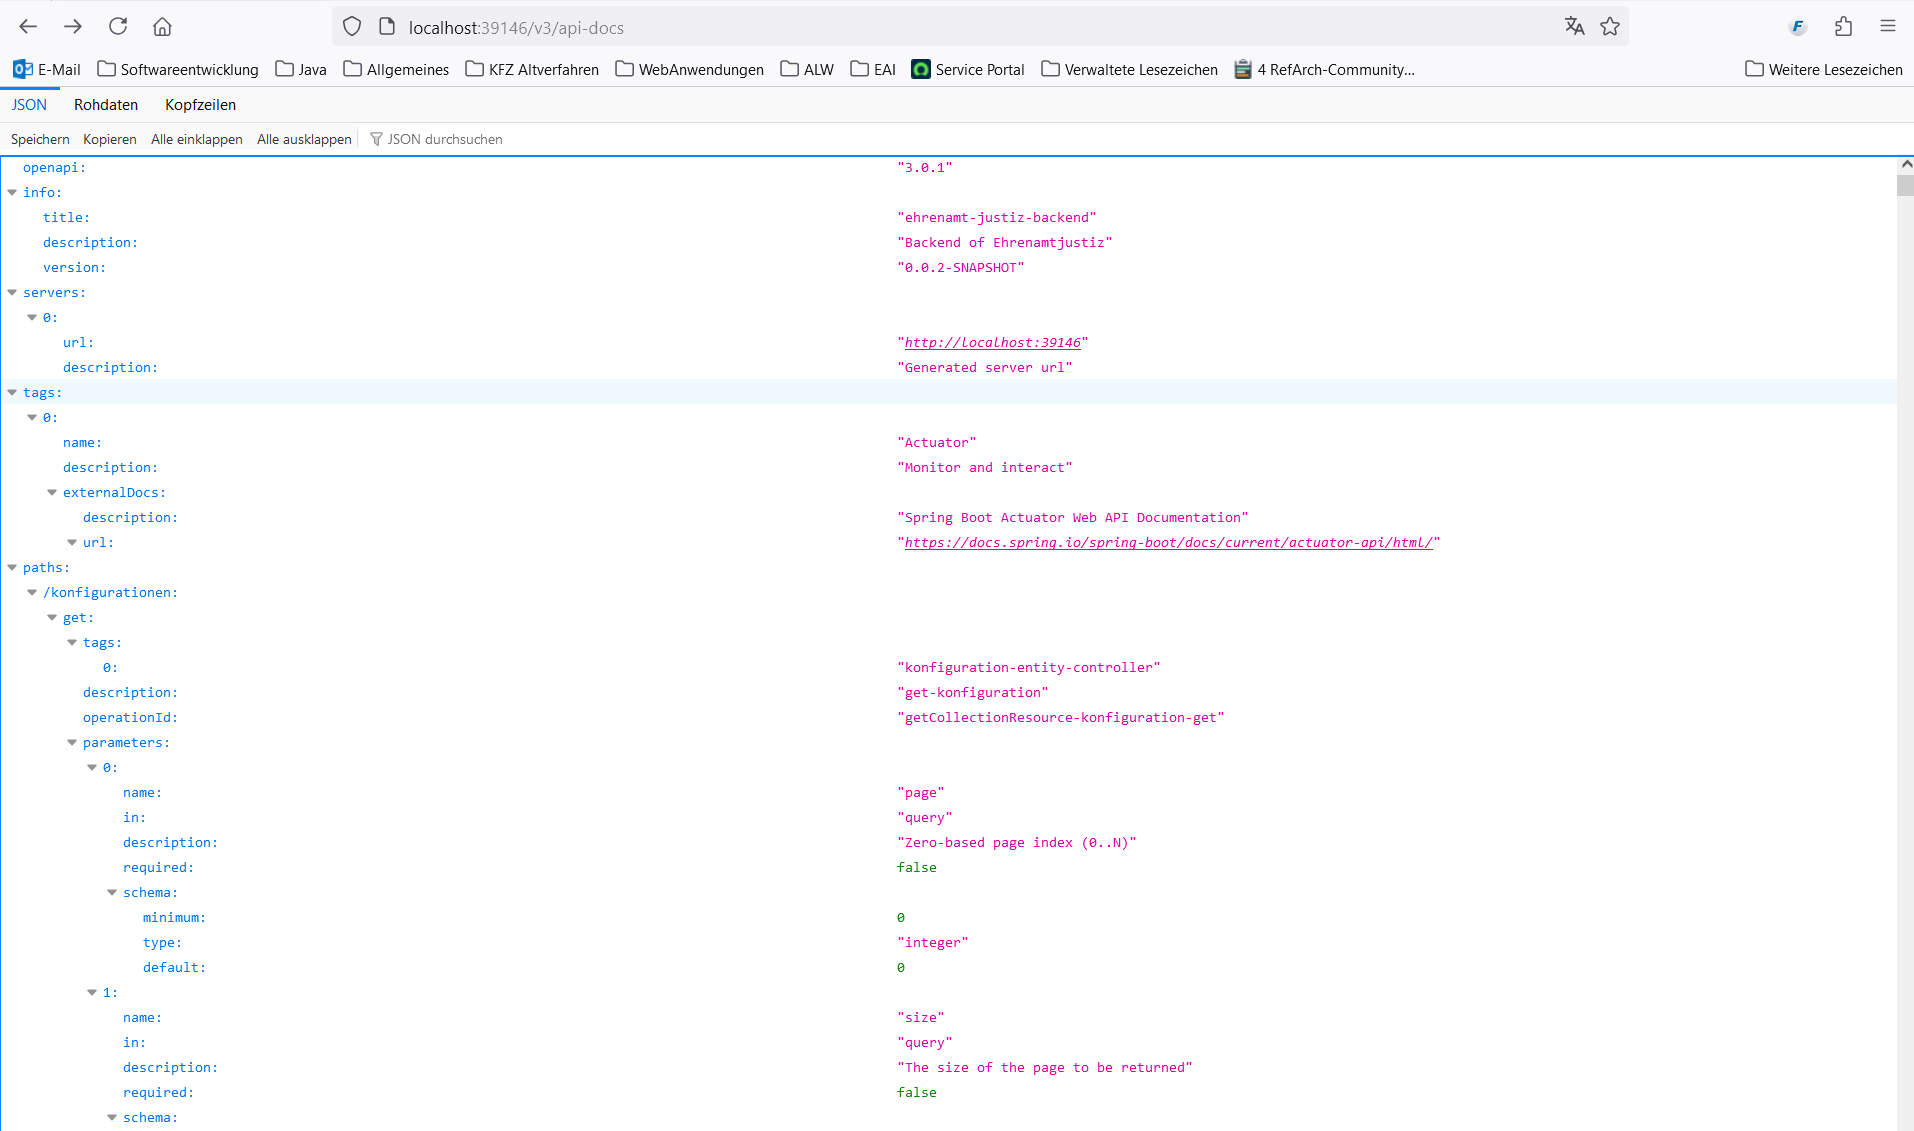 localhost:39146/v3/api-docs
E-Mail Softwareentwicklung Java Allgemeines KFZ Altverfahren WebAnwendungen ALW EAI Service Portal Verwaltete Lesezeichen 4 RefArch-Community... Weitere Lesezeichen
JSON Rohdaten Kopfzeilen
Speichern Kopieren Alle einklappen Alle ausklappen JSON durchsuchen
openapi: "3.0.1"
info:
title: "ehrenamt-justiz-backend"
description: "Backend of Ehrenamtjustiz"
version: "0.0.2-SNAPSHOT"
servers:
0:
url: "http://localhost:39146"
description: "Generated server url"
tags:
0:
name: "Actuator"
description: "Monitor and interact"
externalDocs:
description: "Spring Boot Actuator Web API Documentation"
url: "https://docs.spring.io/spring-boot/docs/current/actuator-api/html/"
paths:
/konfigurationen:
get:
tags:
0: "konfiguration-entity-controller"
description: "get-konfiguration"
operationId: "getCollectionResource-konfiguration-get"
parameters:
0:
name: "page"
in: "query"
description: "Zero-based page index (0..N)"
required: false
schema:
minimum: 0
type: "integer"
default: 0
1:
name: "size"
in: "query"
description: "The size of the page to be returned"
required: false
schema: